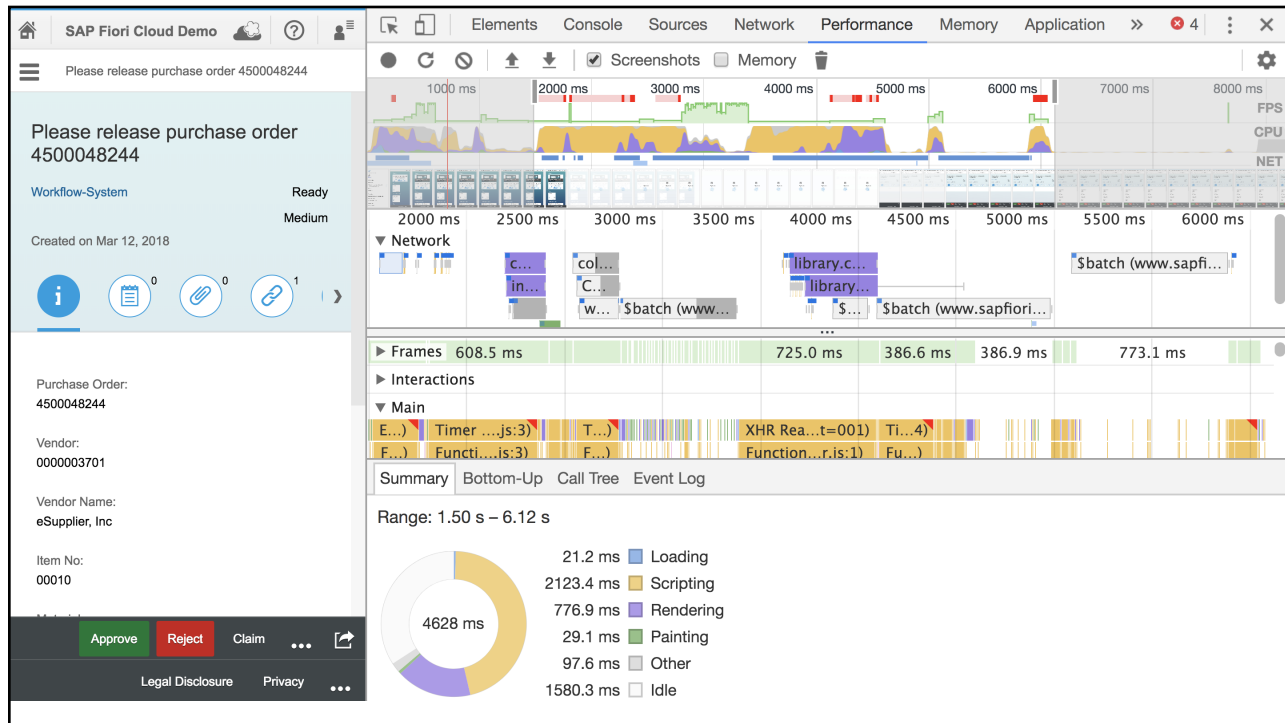 SAP Fiori Cloud Demo
Please release purchase order 4500048244
Please release purchase order
4500048244
Workflow-System Ready
Medium
Created on Mar 12, 2018
0 0 1
Purchase Order:
4500048244
Vendor:
0000003701
Vendor Name:
eSupplier, Inc
Item No:
00010
Approve Reject Claim ...
Legal Disclosure Privacy ...
Elements Console Sources Network Performance Memory Application » 4
Screenshots Memory
1000 ms 2000 ms 3000 ms 4000 ms 5000 ms 6000 ms 7000 ms 8000 ms
FPS
CPU
NET
2000 ms 2500 ms 3000 ms 3500 ms 4000 ms 4500 ms 5000 ms 5500 ms 6000 ms
Network
c... col... library.c... $batch (www.sapfi...
in... C... library...
w... $batch (www... $... $batch (www.sapfiori...
...
Frames 608.5 ms 725.0 ms 386.6 ms 386.9 ms 773.1 ms
Interactions
Main
E...) Timer ....js:3) T...) XHR Rea...t=001) Ti...4)
F...) Functi....js:3) F...) Function...r.js:1) Fu...)
Summary Bottom-Up Call Tree Event Log
Range: 1.50 s – 6.12 s
4628 ms
21.2 ms Loading
2123.4 ms Scripting
776.9 ms Rendering
29.1 ms Painting
97.6 ms Other
1580.3 ms Idle